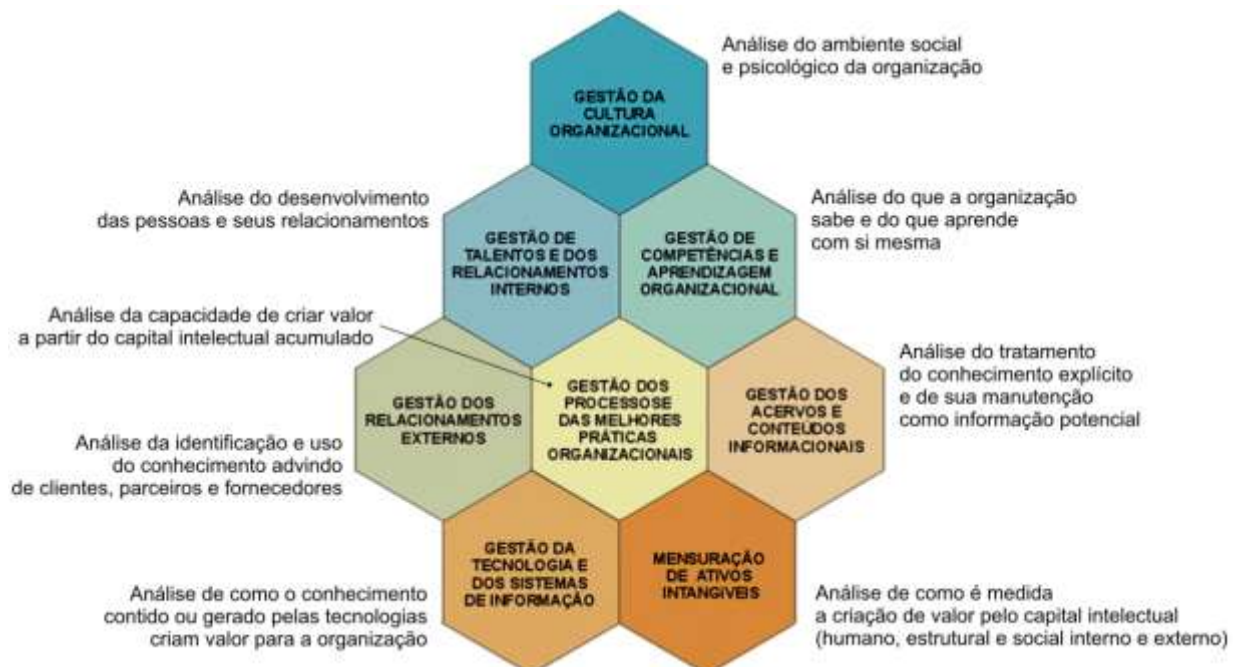 Análise do ambiente social
e psicológico da organização
GESTÃO DA
CULTURA
ORGANIZACIONAL
Análise do desenvolvimento
das pessoas e seus relacionamentos
GESTÃO DE
TALENTOS E DOS
RELACIONAMENTOS
INTERNOS
GESTÃO DE
COMPETÊNCIAS E
APRENDIZAGEM
ORGANIZACIONAL
Análise do que a organização
sabe e do que aprende
com si mesma
Análise da capacidade de criar valor
a partir do capital intelectual acumulado
GESTÃO DOS
RELACIONAMENTOS
EXTERNOS
GESTÃO DOS
PROCESSOSE
DAS MELHORES
PRÁTICAS
ORGANIZACIONAIS
GESTÃO DOS
ACERVOS E
CONTEÚDOS
INFORMACIONAIS
Análise do tratamento
do conhecimento explícito
e de sua manutenção
como informação potencial
Análise da identificação e uso
do conhecimento advindo
de clientes, parceiros e fornecedores
GESTÃO DA
TECNOLOGIA E
DOS SISTEMAS
DE INFORMAÇÃO
MENSURAÇÃO
DE ATIVOS
INTANGÍVEIS
Análise de como o conhecimento
contido ou gerado pelas tecnologias
criam valor para a organização
Análise de como é medida
a criação de valor pelo capital intelectual
(humano, estrutural e social interno e externo)